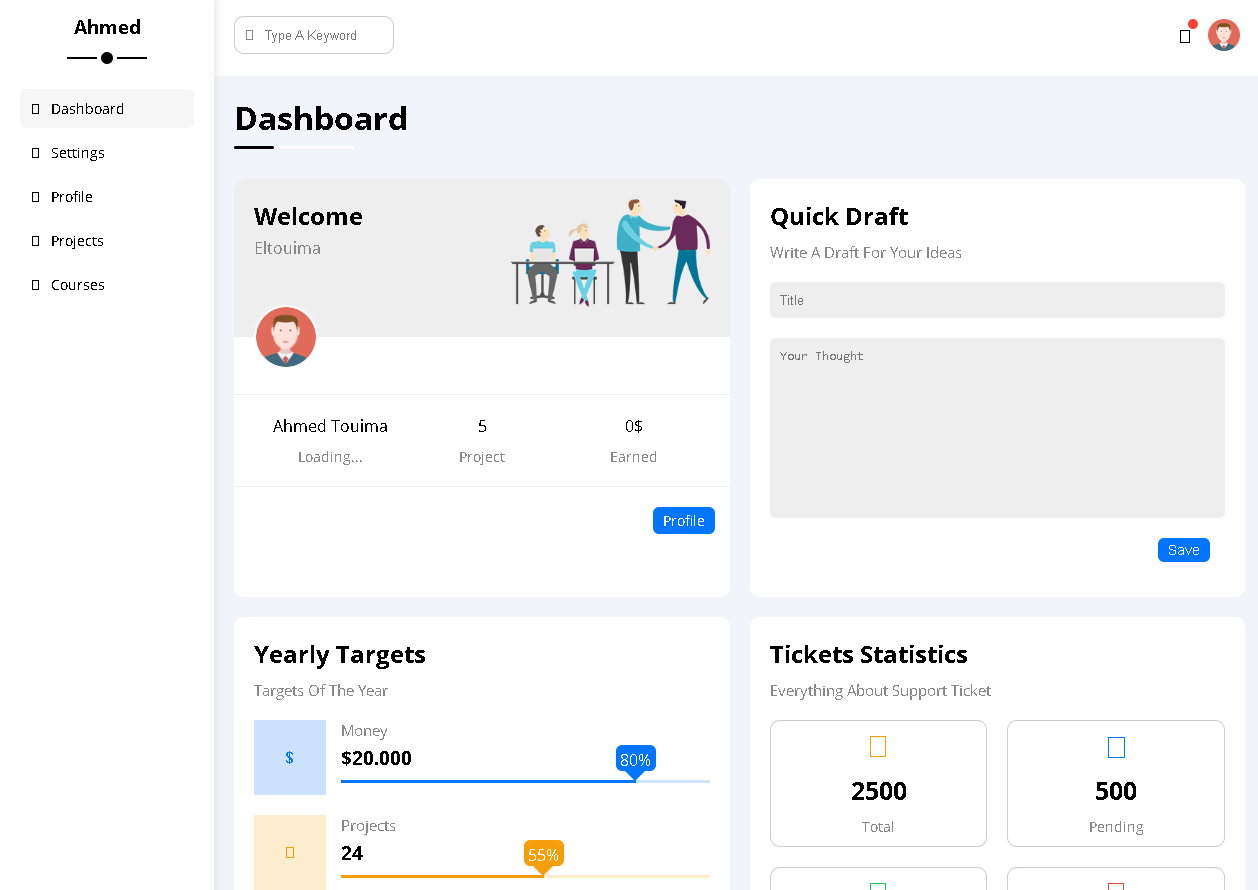 Ahmed
Type A Keyword
Dashboard
Settings
Profile
Projects
Courses
Dashboard
Welcome
Eltouima
Ahmed Touima
Loading...
5
Project
0$
Earned
Profile
Quick Draft
Write A Draft For Your Ideas
Title
Your Thought
Save
Yearly Targets
Targets Of The Year
$
Money
$20.000
80%
Projects
24
55%
Tickets Statistics
Everything About Support Ticket
2500
Total
500
Pending